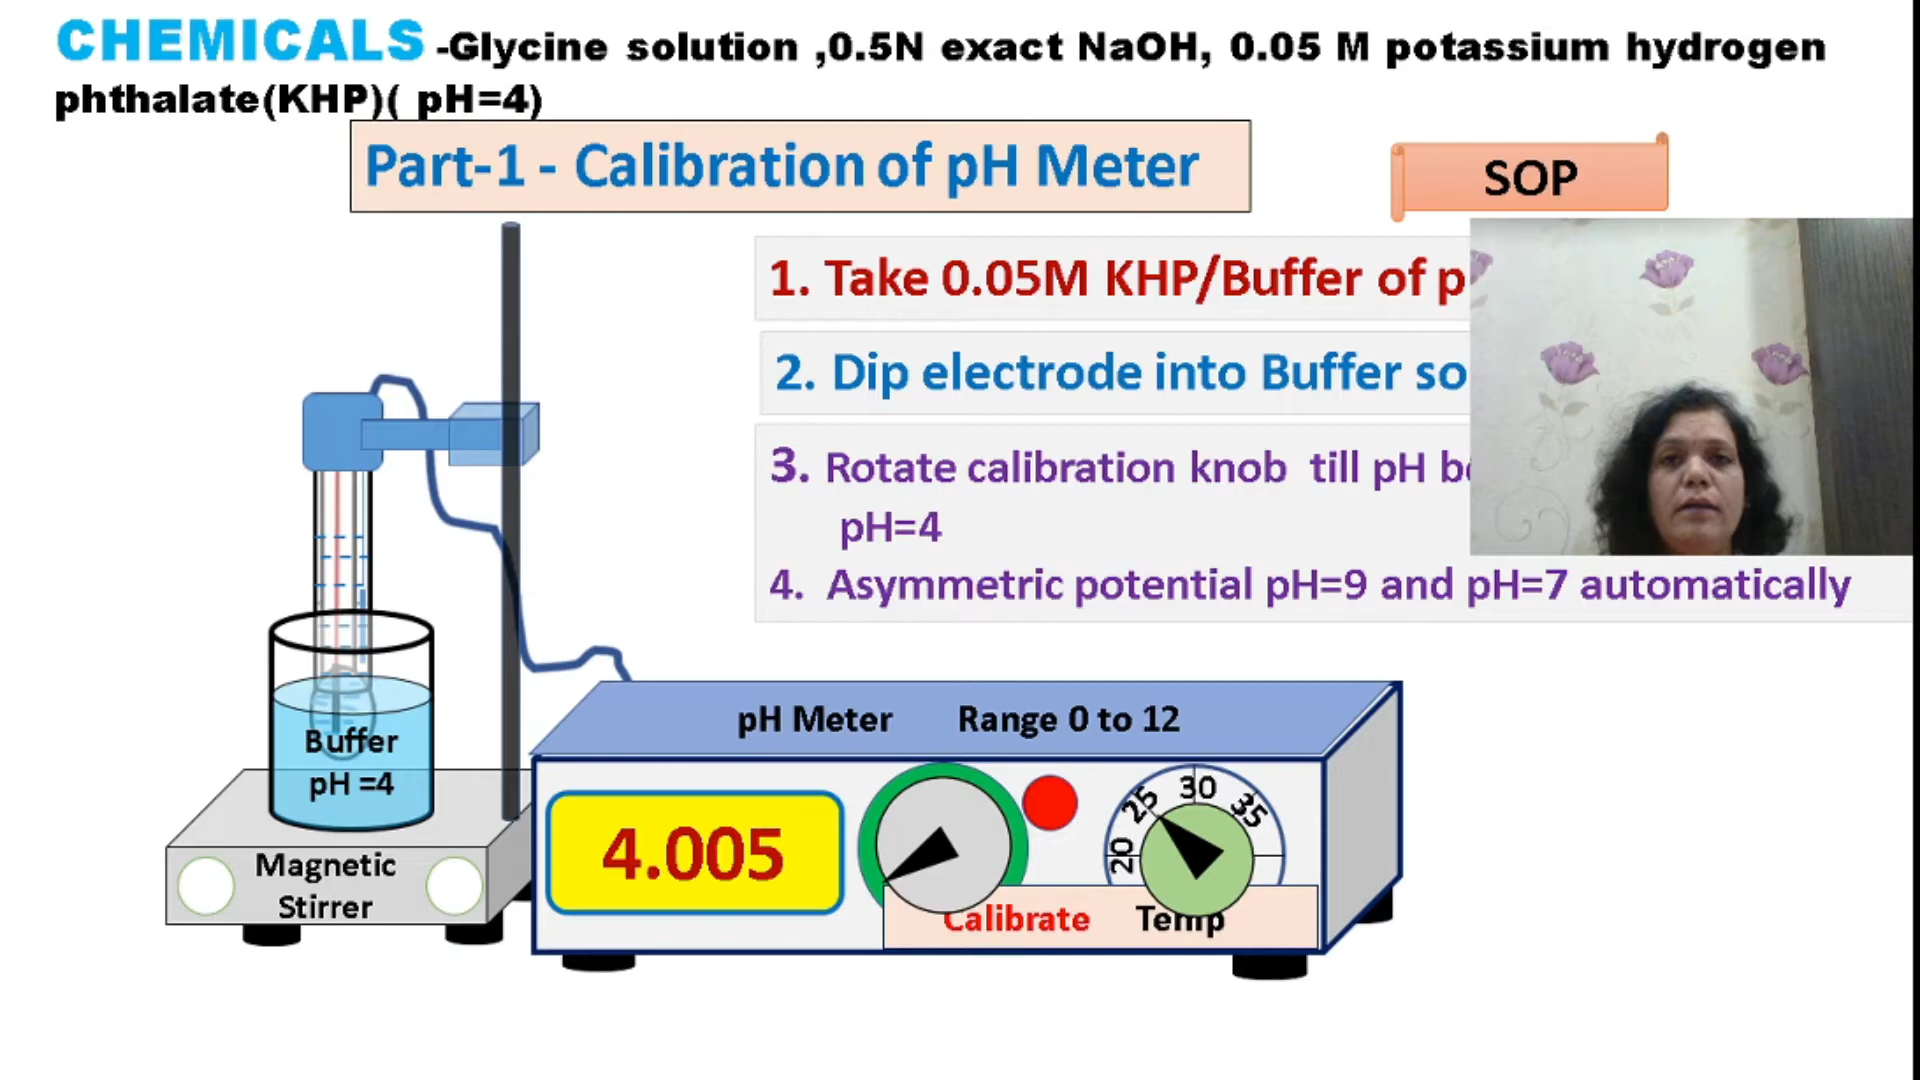 CHEMICALS -Glycine solution ,0.5N exact NaOH, 0.05 M potassium hydrogen
phthalate(KHP)( pH=4)
Part-1 - Calibration of pH Meter
SOP
1. Take 0.05M KHP/Buffer of p
2. Dip electrode into Buffer so
3. Rotate calibration knob till pH be
pH=4
4. Asymmetric potential pH=9 and pH=7 automatically
Buffer
pH =4
Magnetic
Stirrer
pH Meter Range 0 to 12
4.005
20 25 30 35
Calibrate Temp